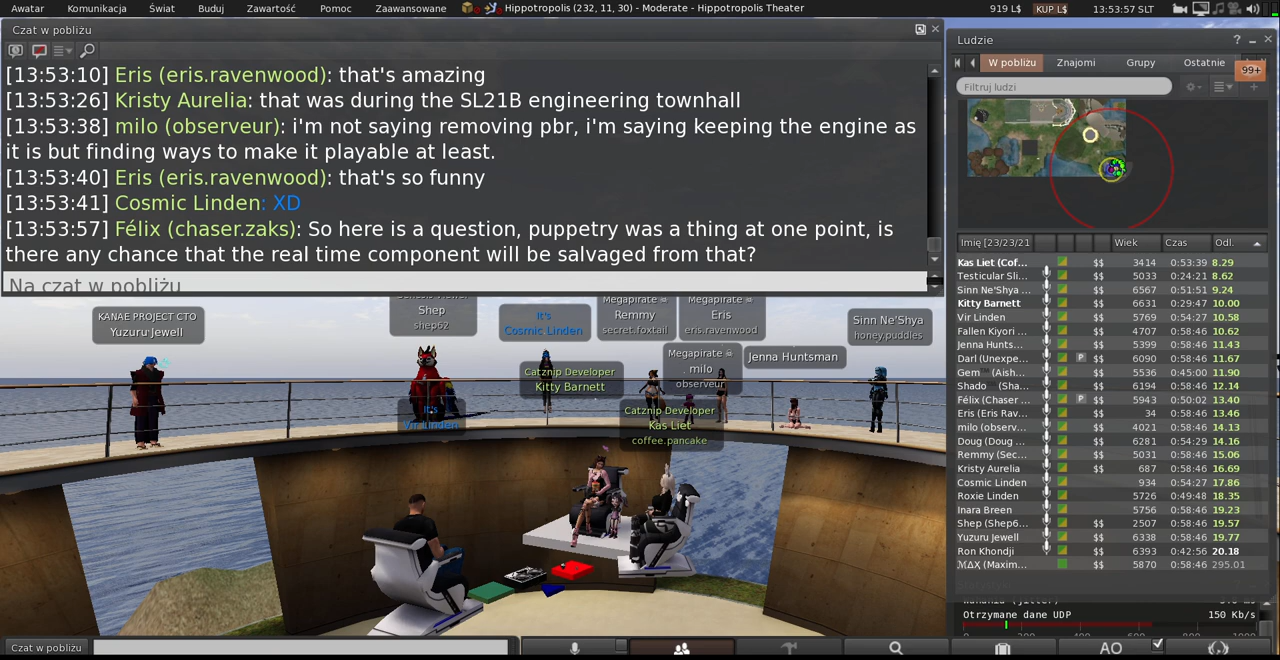 Awatar Komunikacja Świat Buduj Zawartość Pomoc Zaawansowane Hippotropolis (232, 11, 30) - Moderate - Hippotropolis Theater 919 L$ KUP L$ 13:53:57 SLT
Czat w pobliżu
[13:53:10] Eris (eris.ravenwood): that's amazing
[13:53:26] Kristy Aurelia: that was during the SL21B engineering townhall
[13:53:38] milo (observeur): i'm not saying removing pbr, i'm saying keeping the engine as
it is but finding ways to make it playable at least.
[13:53:40] Eris (eris.ravenwood): that's so funny
[13:53:41] Cosmic Linden: XD
[13:53:57] Félix (chaser.zaks): So here is a question, puppetry was a thing at one point, is
there any chance that the real time component will be salvaged from that?
Na czat w pobliżu
KANAE PROJECT CTO
Yuzuru Jewell
Shep
shep62
It's
Cosmic Linden
Megapirate ☠
Remmy
secret.foxtail
Megapirate ☠
Eris
eris.ravenwood
Sinn Ne'Shya
honey.puddles
Megapirate ☠
. milo
observeur
Jenna Huntsman
Catznip Developer
Kitty Barnett
It's
Vir Linden
Catznip Developer
Kas Liet
coffee.pancake
Ludzie
? _ ×
W pobliżu Znajomi Grupy Ostatnie
99+
Filtruj ludzi
Imię [23/23/21 Wiek Czas Odl.
Kas Liet (Cof... $$ 3414 0:53:39 8.29
Testicular Sli... $$ 5033 0:24:21 8.62
Sinn Ne'Shya ... $$ 6567 0:51:51 9.24
Kitty Barnett $$ 6631 0:29:47 10.00
Vir Linden $$ 5769 0:54:27 10.58
Fallen Kiyori ... $$ 4707 0:58:46 10.62
Jenna Hunts... $$ 5399 0:58:46 11.43
Darl (Unexpe... P $$ 6090 0:58:46 11.67
Gem™ (Aish... $$ 5536 0:45:00 11.90
Shado™ (Sha... $$ 6194 0:58:46 12.14
Félix (Chaser ... P $$ 5943 0:50:02 13.40
Eris (Eris Rav... $$ 34 0:58:46 13.46
milo (observ... $$ 4021 0:58:46 14.13
Doug (Doug ... $$ 6281 0:54:29 14.16
Remmy (Sec... $$ 5031 0:58:46 15.06
Kristy Aurelia $$ 687 0:58:46 16.69
Cosmic Linden 934 0:54:27 17.86
Roxie Linden 5726 0:49:48 18.35
Inara Breen 5756 0:58:46 19.23
Shep (Shep6... $$ 2507 0:58:46 19.57
Yuzuru Jewell $$ 6338 0:58:46 19.77
Ron Khondji $$ 6393 0:42:56 20.18
(Maxim... $$ 5870 0:58:46 295.01
Otrzymane dane UDP 150 Kb/s
Czat w pobliżu
AO